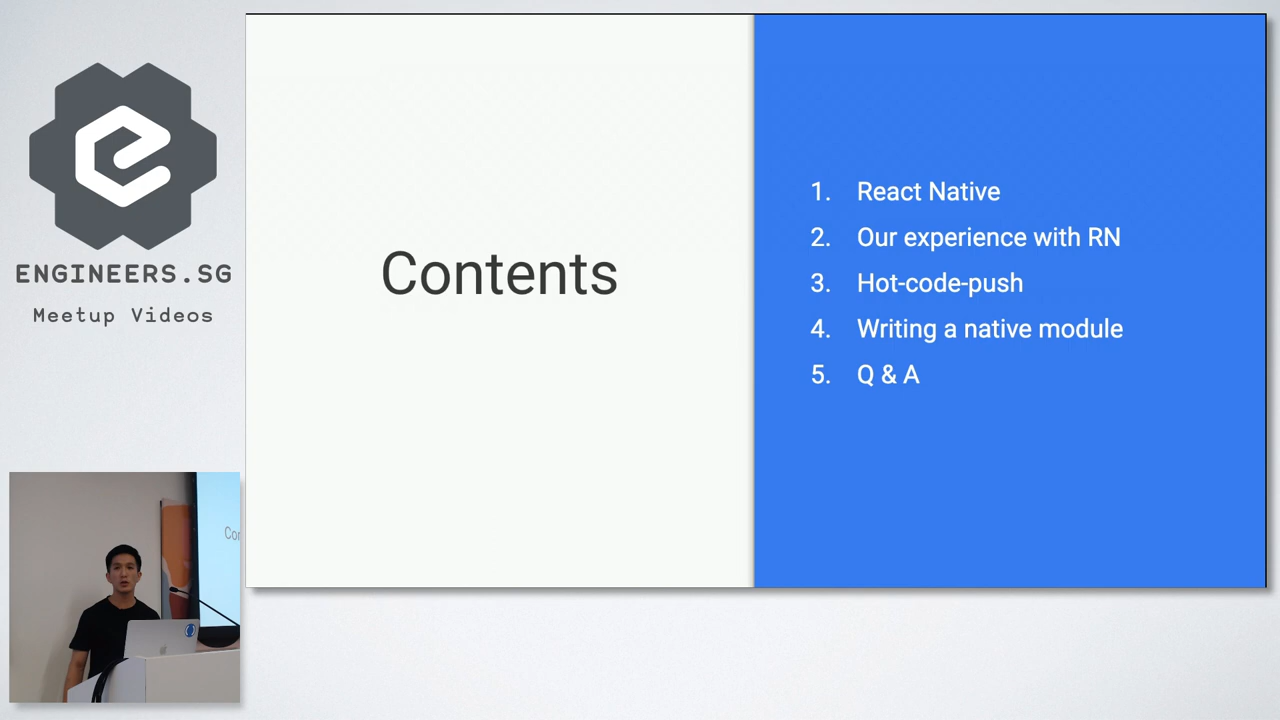 ENGINEERS.SG
Meetup Videos
Contents
1. React Native
2. Our experience with RN
3. Hot-code-push
4. Writing a native module
5. Q & A
Con